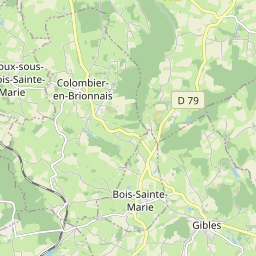 oux-sous-
ois-Sainte-
Marie
Colombier-
en-Brionnais
D 79
Bois-Sainte-
Marie
Gibles